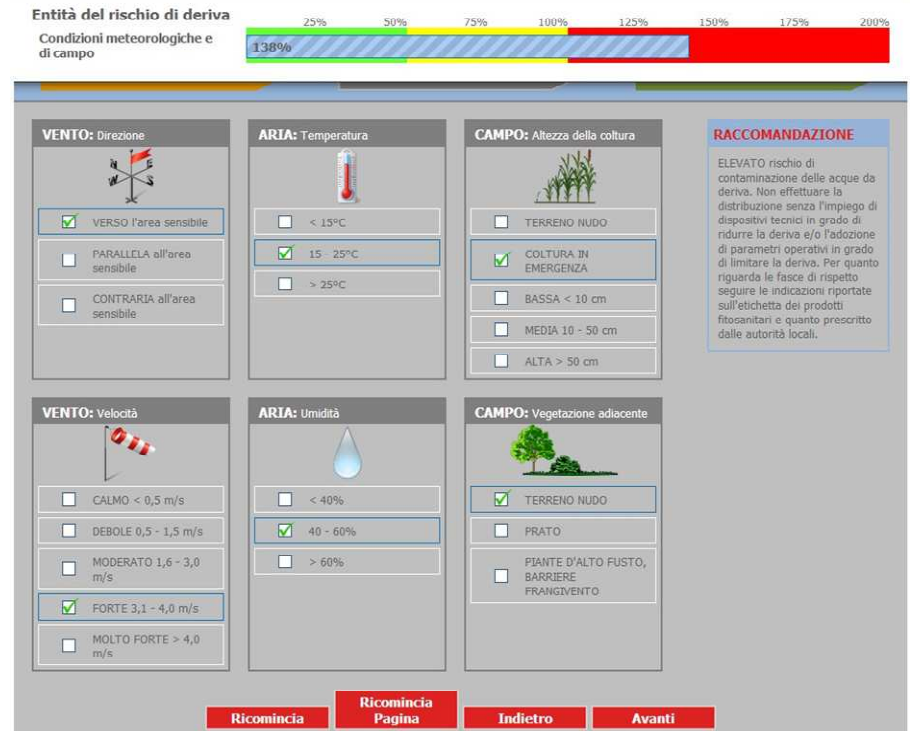 Entità del rischio di deriva
25% 50% 75% 100% 125% 150% 175% 200%
Condizioni meteorologiche e
di campo
138%
VENTO: Direzione
N E
W S
VERSO l'area sensibile
PARALLELA all'area
sensibile
CONTRARIA all'area
sensibile
ARIA: Temperatura
< 15°C
15 - 25°C
> 25°C
CAMPO: Altezza della coltura
TERRENO NUDO
COLTURA IN
EMERGENZA
BASSA < 10 cm
MEDIA 10 - 50 cm
ALTA > 50 cm
RACCOMANDAZIONE
ELEVATO rischio di
contaminazione delle acque da
deriva. Non effettuare la
distribuzione senza l'impiego di
dispositivi tecnici in grado di
ridurre la deriva e/o l'adozione
di parametri operativi in grado
di limitare la deriva. Per quanto
riguarda le fasce di rispetto
seguire le indicazioni riportate
sull'etichetta dei prodotti
fitosanitari e quanto prescritto
dalle autorità locali.
VENTO: Velocità
CALMO < 0,5 m/s
DEBOLE 0,5 - 1,5 m/s
MODERATO 1,6 - 3,0
m/s
FORTE 3,1 - 4,0 m/s
MOLTO FORTE > 4,0
m/s
ARIA: Umidità
< 40%
40 - 60%
> 60%
CAMPO: Vegetazione adiacente
TERRENO NUDO
PRATO
PIANTE D'ALTO FUSTO,
BARRIERE
FRANGIVENTO
Ricomincia
Ricomincia
Pagina
Indietro
Avanti